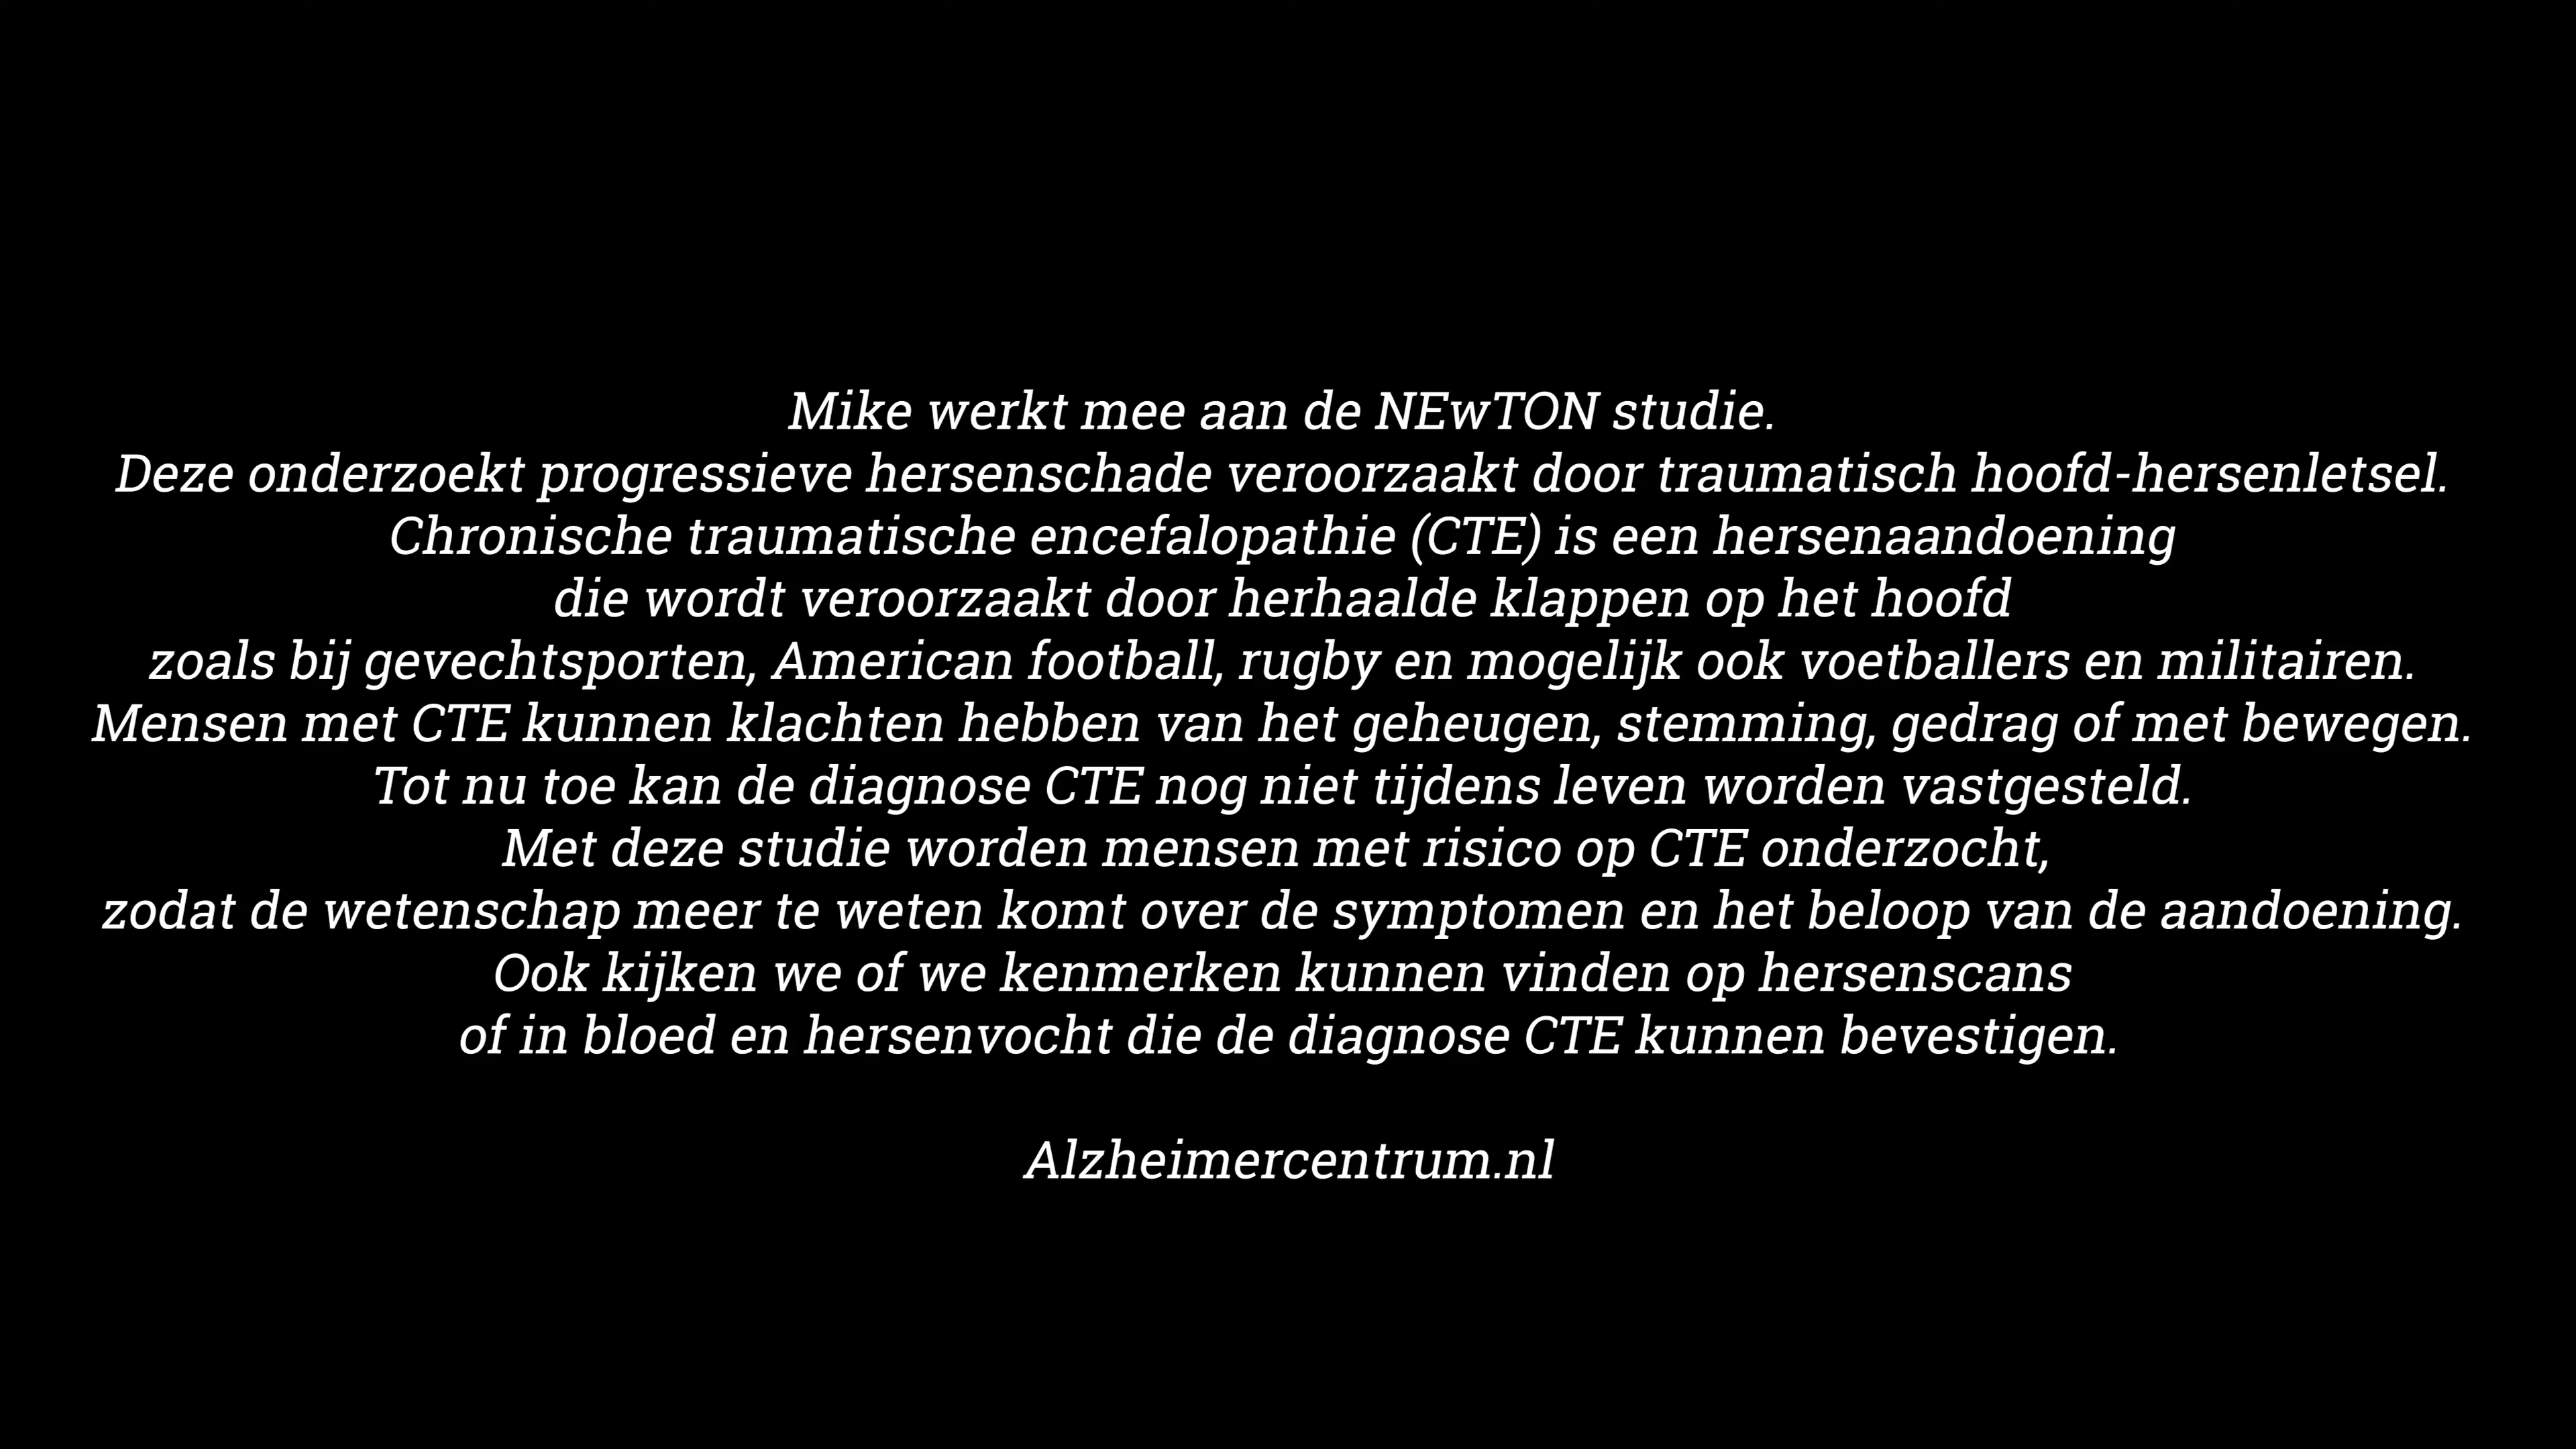 Mike werkt mee aan de NEwTON studie.
Deze onderzoekt progressieve hersenschade veroorzaakt door traumatisch hoofd-hersenletsel.
Chronische traumatische encefalopathie (CTE) is een hersenaandoening
die wordt veroorzaakt door herhaalde klappen op het hoofd
zoals bij gevechtsporten, American football, rugby en mogelijk ook voetballers en militairen.
Mensen met CTE kunnen klachten hebben van het geheugen, stemming, gedrag of met bewegen.
Tot nu toe kan de diagnose CTE nog niet tijdens leven worden vastgesteld.
Met deze studie worden mensen met risico op CTE onderzocht,
zodat de wetenschap meer te weten komt over de symptomen en het beloop van de aandoening.
Ook kijken we of we kenmerken kunnen vinden op hersenscans
of in bloed en hersenvocht die de diagnose CTE kunnen bevestigen.
Alzheimercentrum.nl